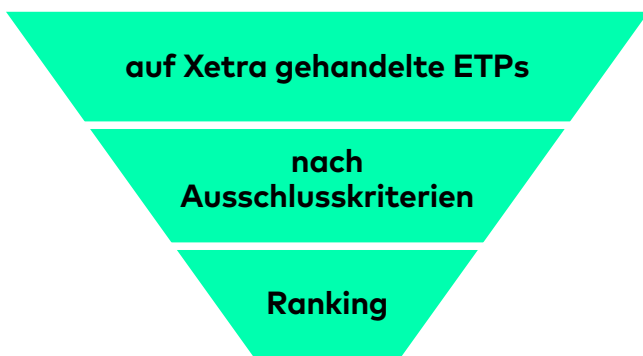 auf Xetra gehandelte ETPs
nach
Ausschlusskriterien
Ranking